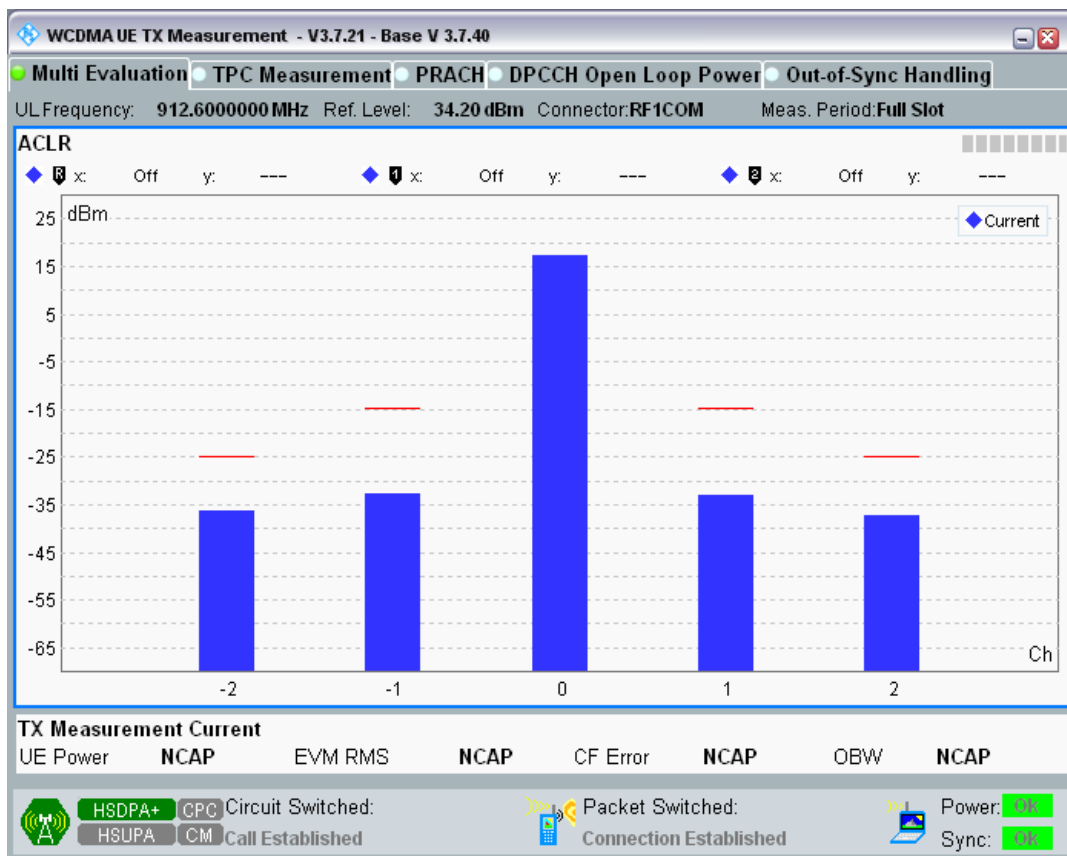 WCDMA UE TX Measurement - V3.7.21 - Base V 3.7.40
Multi Evaluation TPC Measurement PRACH DPCCH Open Loop Power Out-of-Sync Handling
UL Frequency: 912.6000000 MHz Ref. Level: 34.20 dBm Connector:RF1COM Meas. Period:Full Slot
ACLR
R x: Off y: --- 1 x: Off y: --- 2 x: Off y: ---
dBm
Current
25
15
5
-5
-15
-25
-35
-45
-55
-65
Ch
-2 -1 0 1 2
TX Measurement Current
UE Power NCAP EVM RMS NCAP CF Error NCAP OBW NCAP
HSDPA+ CPC Circuit Switched: Packet Switched: Power: Ok
HSUPA CM Call Established Connection Established Sync: Ok